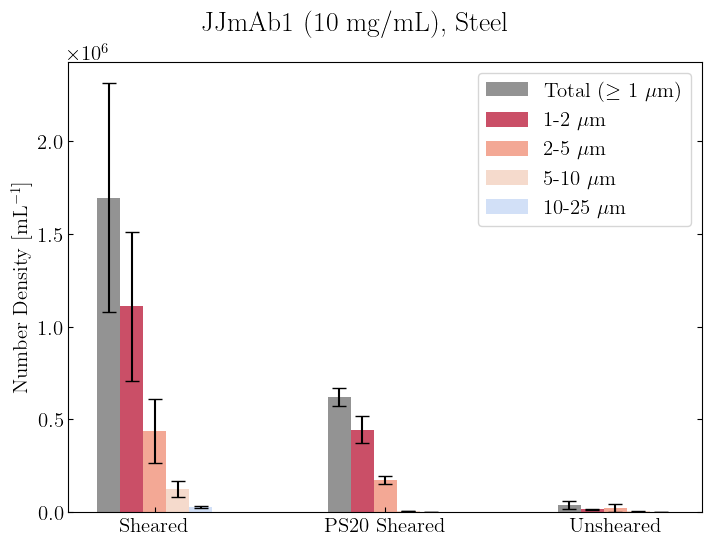 JJmAb1 (10 mg/mL), Steel
×10⁶
Number Density [mL⁻¹]
2.0
1.5
1.0
0.5
0.0
Total (≥ 1 μm)
1-2 μm
2-5 μm
5-10 μm
10-25 μm
Sheared
PS20 Sheared
Unsheared